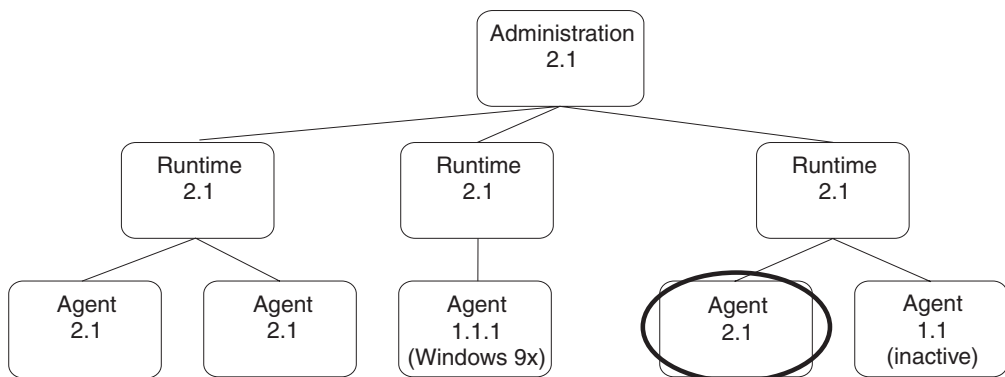 Administration
2.1
Runtime
2.1
Runtime
2.1
Runtime
2.1
Agent
2.1
Agent
2.1
Agent
1.1.1
(Windows 9x)
Agent
2.1
Agent
1.1
(inactive)